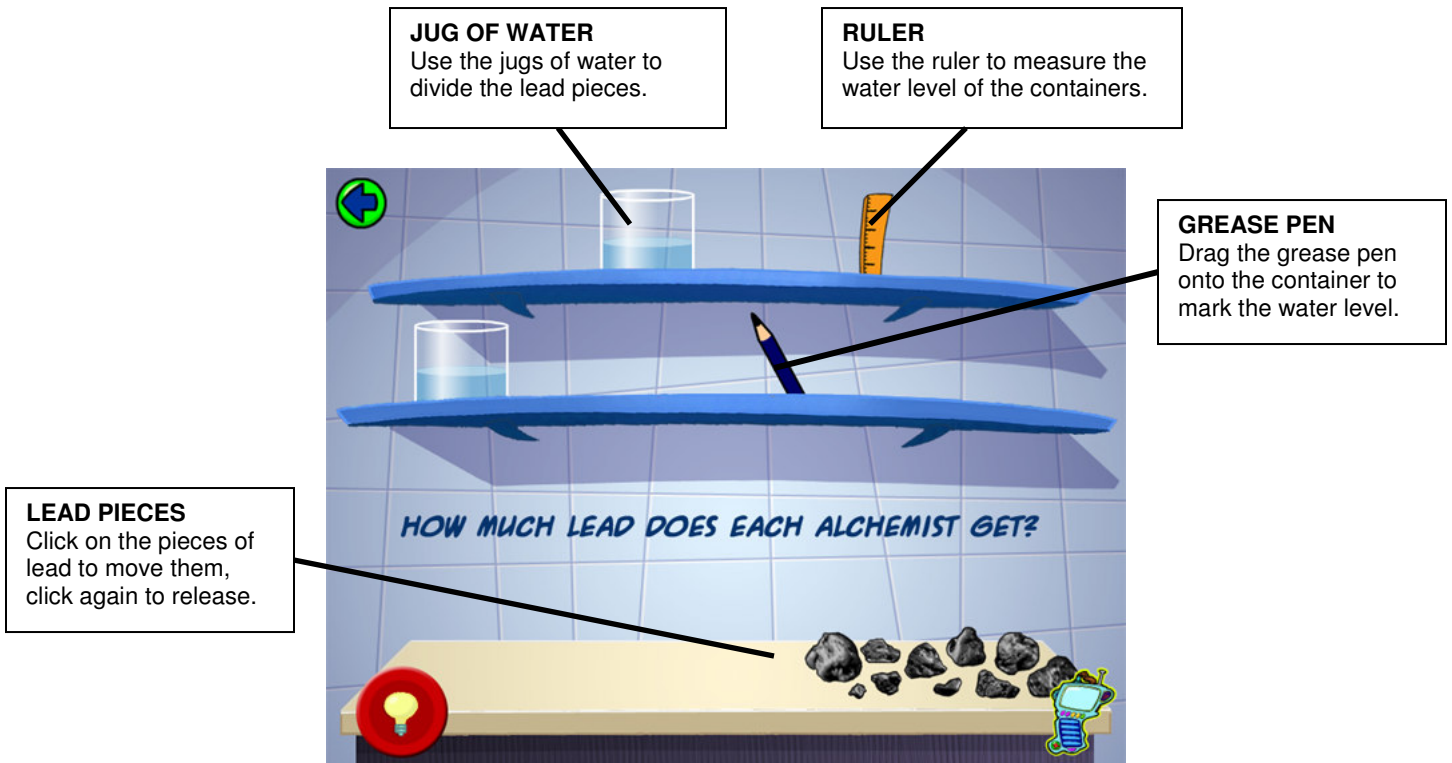 JUG OF WATER
Use the jugs of water to
divide the lead pieces.
RULER
Use the ruler to measure the
water level of the containers.
GREASE PEN
Drag the grease pen
onto the container to
mark the water level.
LEAD PIECES
Click on the pieces of
lead to move them,
click again to release.
HOW MUCH LEAD DOES EACH ALCHEMIST GET?